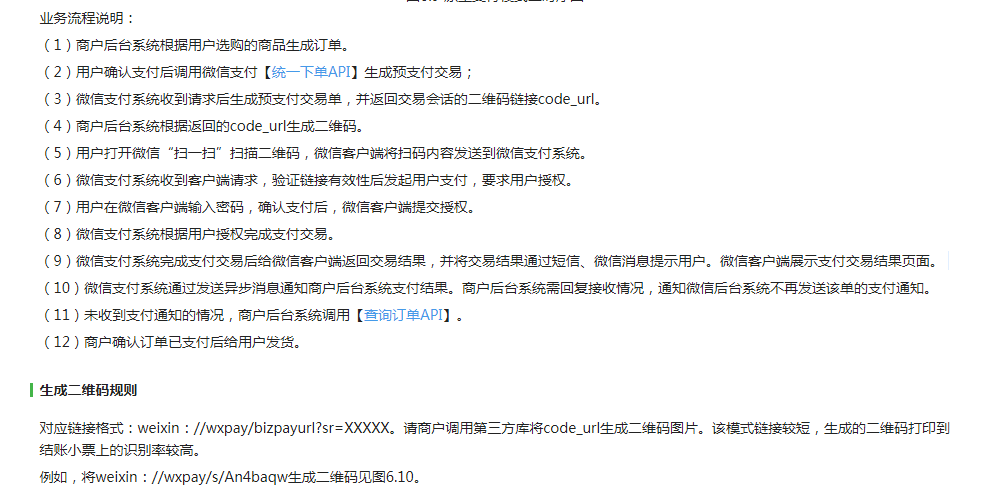 业务流程说明：
（1）商户后台系统根据用户选购的商品生成订单。
（2）用户确认支付后调用微信支付【统一下单API】生成预支付交易；
（3）微信支付系统收到请求后生成预支付交易单，并返回交易会话的二维码链接code_url。
（4）商户后台系统根据返回的code_url生成二维码。
（5）用户打开微信“扫一扫”扫描二维码，微信客户端将扫码内容发送到微信支付系统。
（6）微信支付系统收到客户端请求，验证链接有效性后发起用户支付，要求用户授权。
（7）用户在微信客户端输入密码，确认支付后，微信客户端提交授权。
（8）微信支付系统根据用户授权完成支付交易。
（9）微信支付系统完成支付交易后给微信客户端返回交易结果，并将交易结果通过短信、微信消息提示用户。微信客户端展示支付交易结果页面。
（10）微信支付系统通过发送异步消息通知商户后台系统支付结果。商户后台系统需回复接收情况，通知微信后台系统不再发送该单的支付通知。
（11）未收到支付通知的情况，商户后台系统调用【查询订单API】。
（12）商户确认订单已支付后给用户发货。
生成二维码规则
对应链接格式：weixin：//wxpay/bizpayurl?sr=XXXXX。请商户调用第三方库将code_url生成二维码图片。该模式链接较短，生成的二维码打印到
结账小票上的识别率较高。
例如，将weixin：//wxpay/s/An4baqw生成二维码见图6.10。